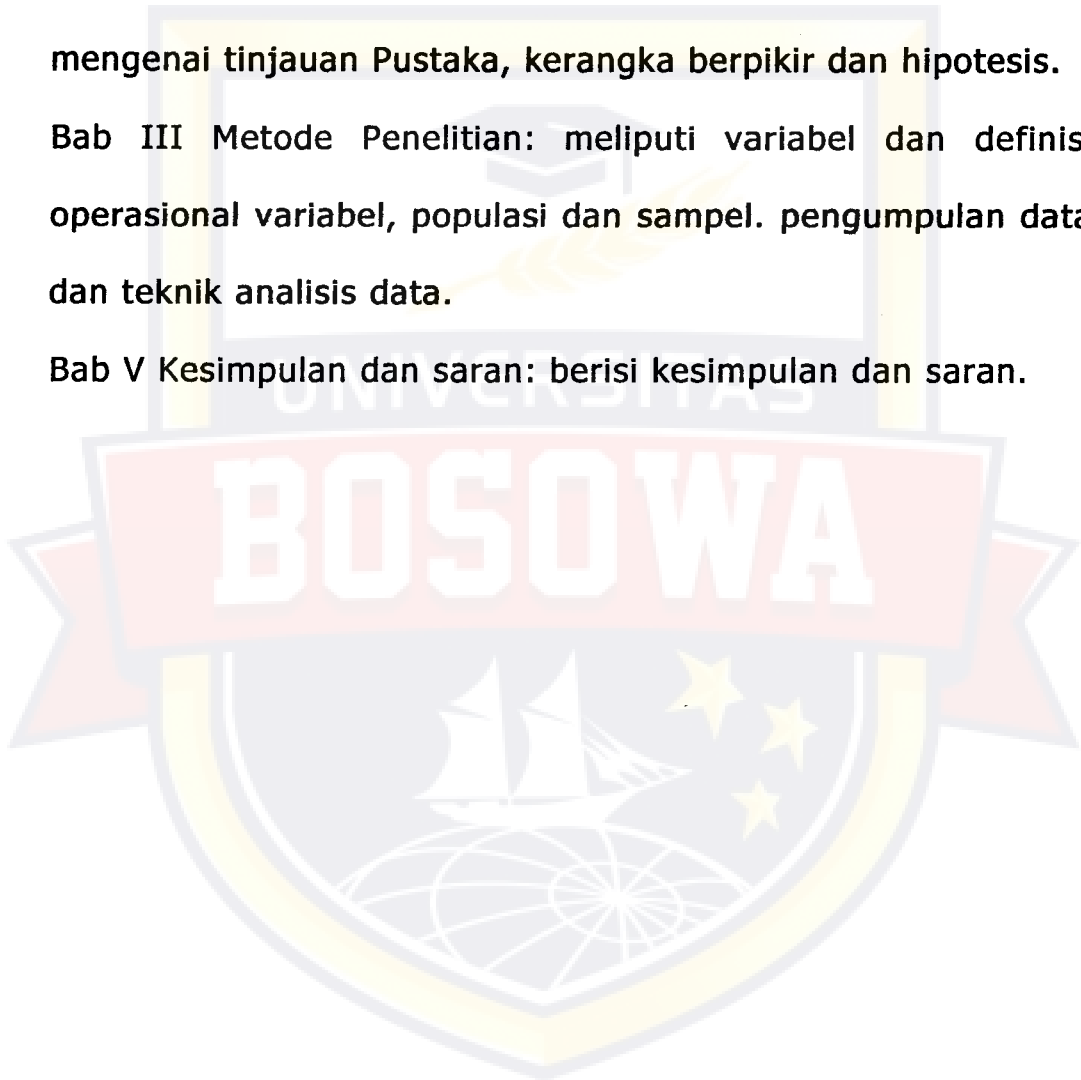 mengenai tinjauan Pustaka, kerangka berpikir dan hipotesis.
Bab III Metode Penelitian: meliputi variabel dan definis
operasional variabel, populasi dan sampel. pengumpulan data
dan teknik analisis data.
Bab V Kesimpulan dan saran: berisi kesimpulan dan saran.
UNIVERSITAS
BOSOWA